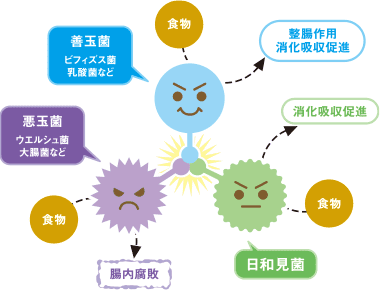 食物
善玉菌
ビフィズス菌
乳酸菌など
整腸作用
消化吸収促進
悪玉菌
ウエルシュ菌
大腸菌など
消化吸収促進
食物
食物
腸内腐敗
日和見菌